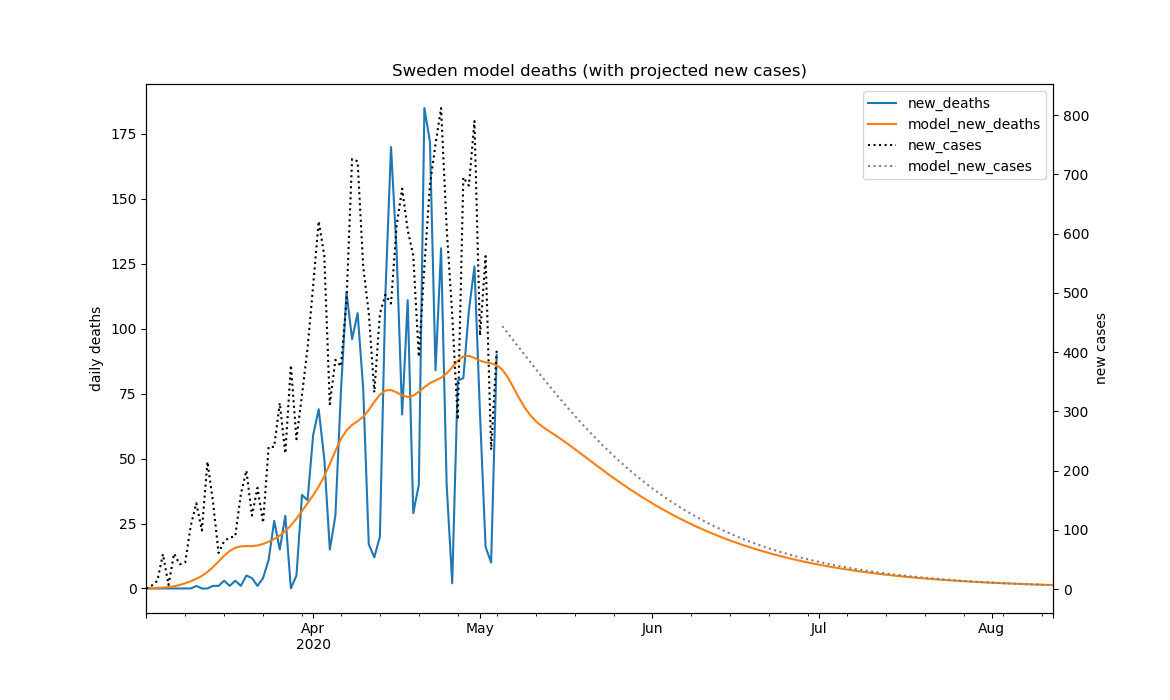 Sweden model deaths (with projected new cases)
new_deaths
model_new_deaths
new_cases
model_new_cases
175
150
125
100
75
50
25
0
daily deaths
800
700
600
500
400
300
200
100
0
new cases
Apr
2020
May
Jun
Jul
Aug